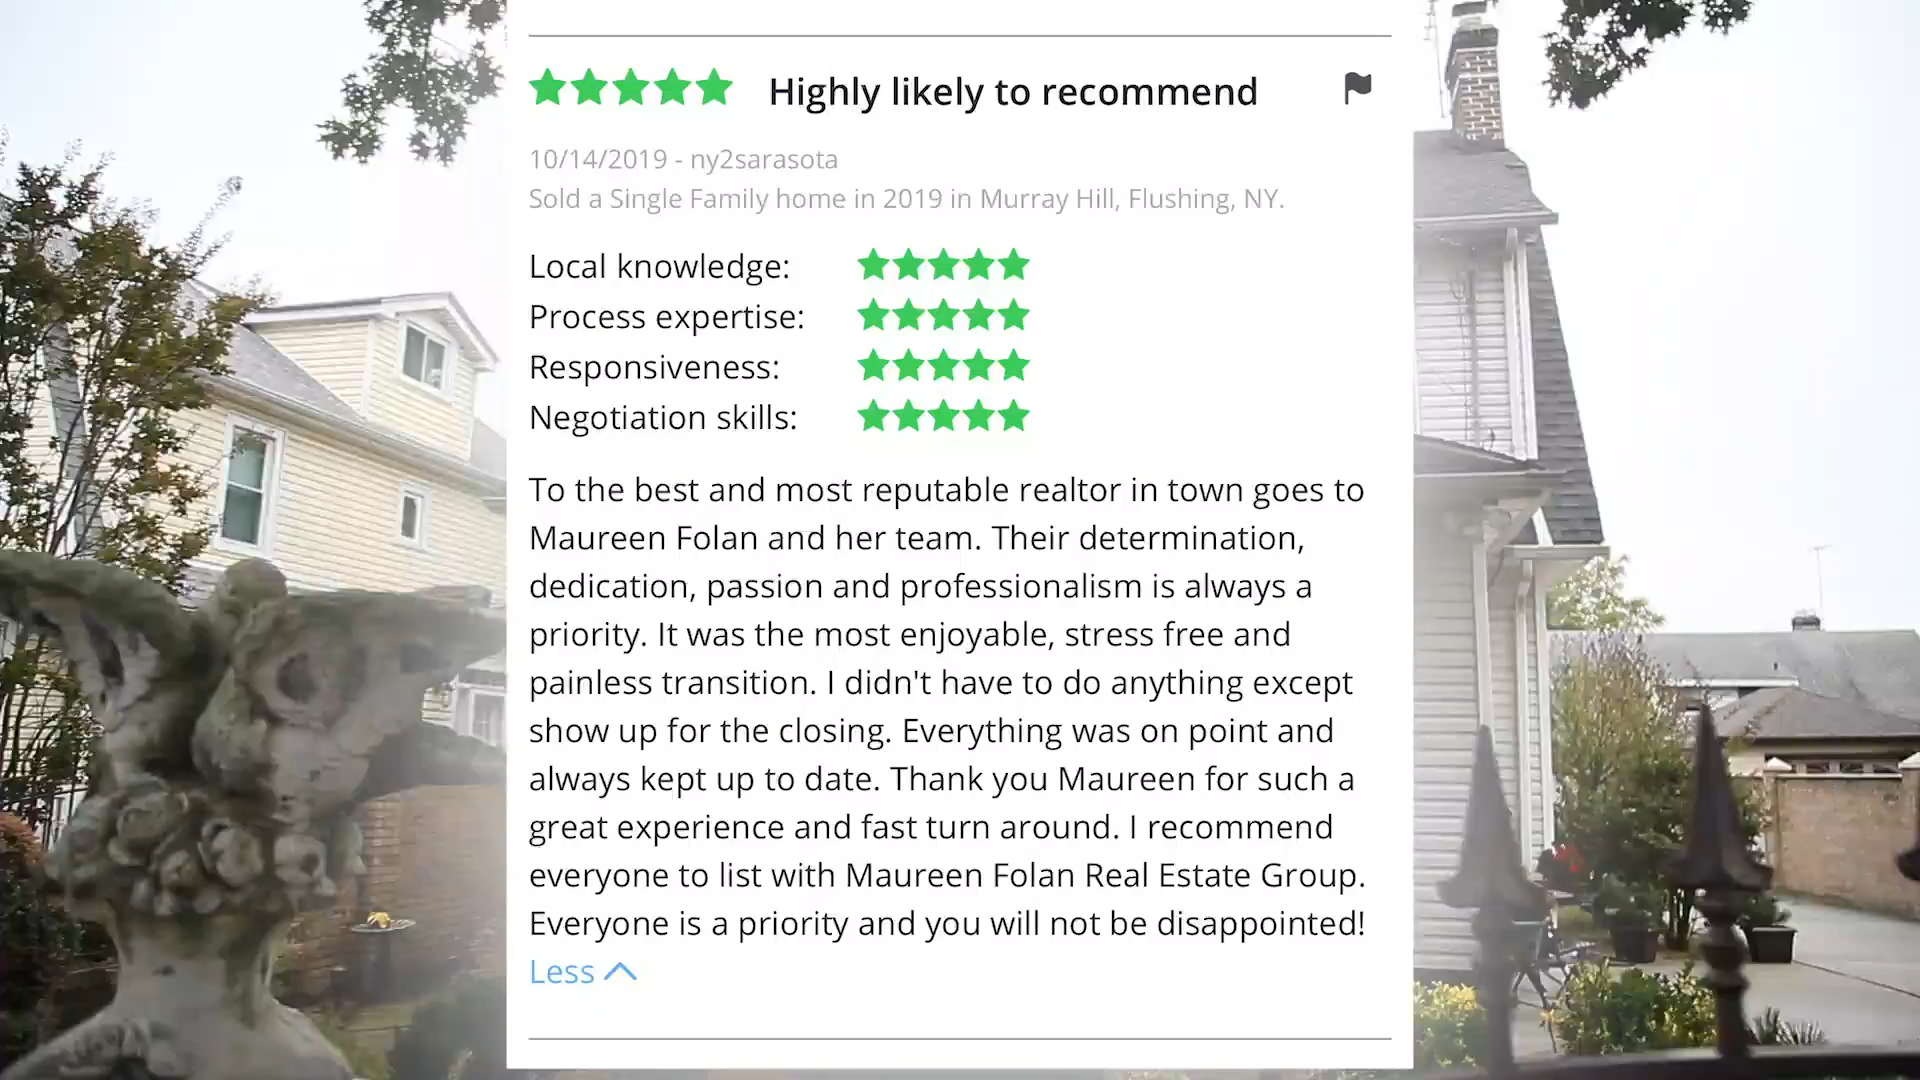 Highly likely to recommend
10/14/2019 - ny2sarasota
Sold a Single Family home in 2019 in Murray Hill, Flushing, NY.
Local knowledge:
Process expertise:
Responsiveness:
Negotiation skills:
To the best and most reputable realtor in town goes to
Maureen Folan and her team. Their determination,
dedication, passion and professionalism is always a
priority. It was the most enjoyable, stress free and
painless transition. I didn't have to do anything except
show up for the closing. Everything was on point and
always kept up to date. Thank you Maureen for such a
great experience and fast turn around. I recommend
everyone to list with Maureen Folan Real Estate Group.
Everyone is a priority and you will not be disappointed!
Less